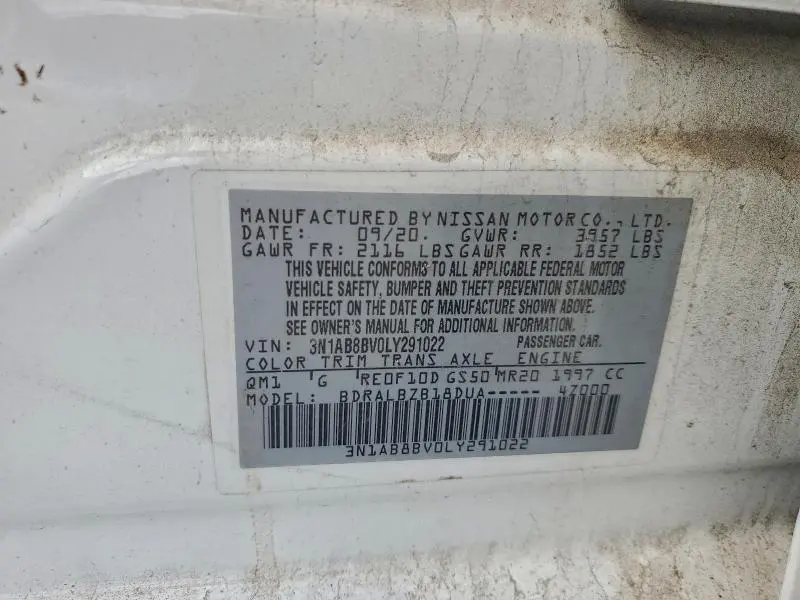 MANUFACTURED BY NISSAN MOTOR CO., LTD.
DATE: 09/20. GVWR: 3957 LBS
GAWR FR: 2116 LBS GAWR RR: 1852 LBS
THIS VEHICLE CONFORMS TO ALL APPLICABLE FEDERAL MOTOR
VEHICLE SAFETY, BUMPER AND THEFT PREVENTION STANDARDS
IN EFFECT ON THE DATE OF MANUFACTURE SHOWN ABOVE.
SEE OWNER'S MANUAL FOR ADDITIONAL INFORMATION.
VIN: 3N1AB8BV0LY291022 PASSENGER CAR.
COLOR TRIM TRANS AXLE ENGINE
QM1 G RE0F10D GS50 MR20 1997 CC
MODEL: BDRALBZB18DUA----- 47000
3N1AB8BV0LY291022